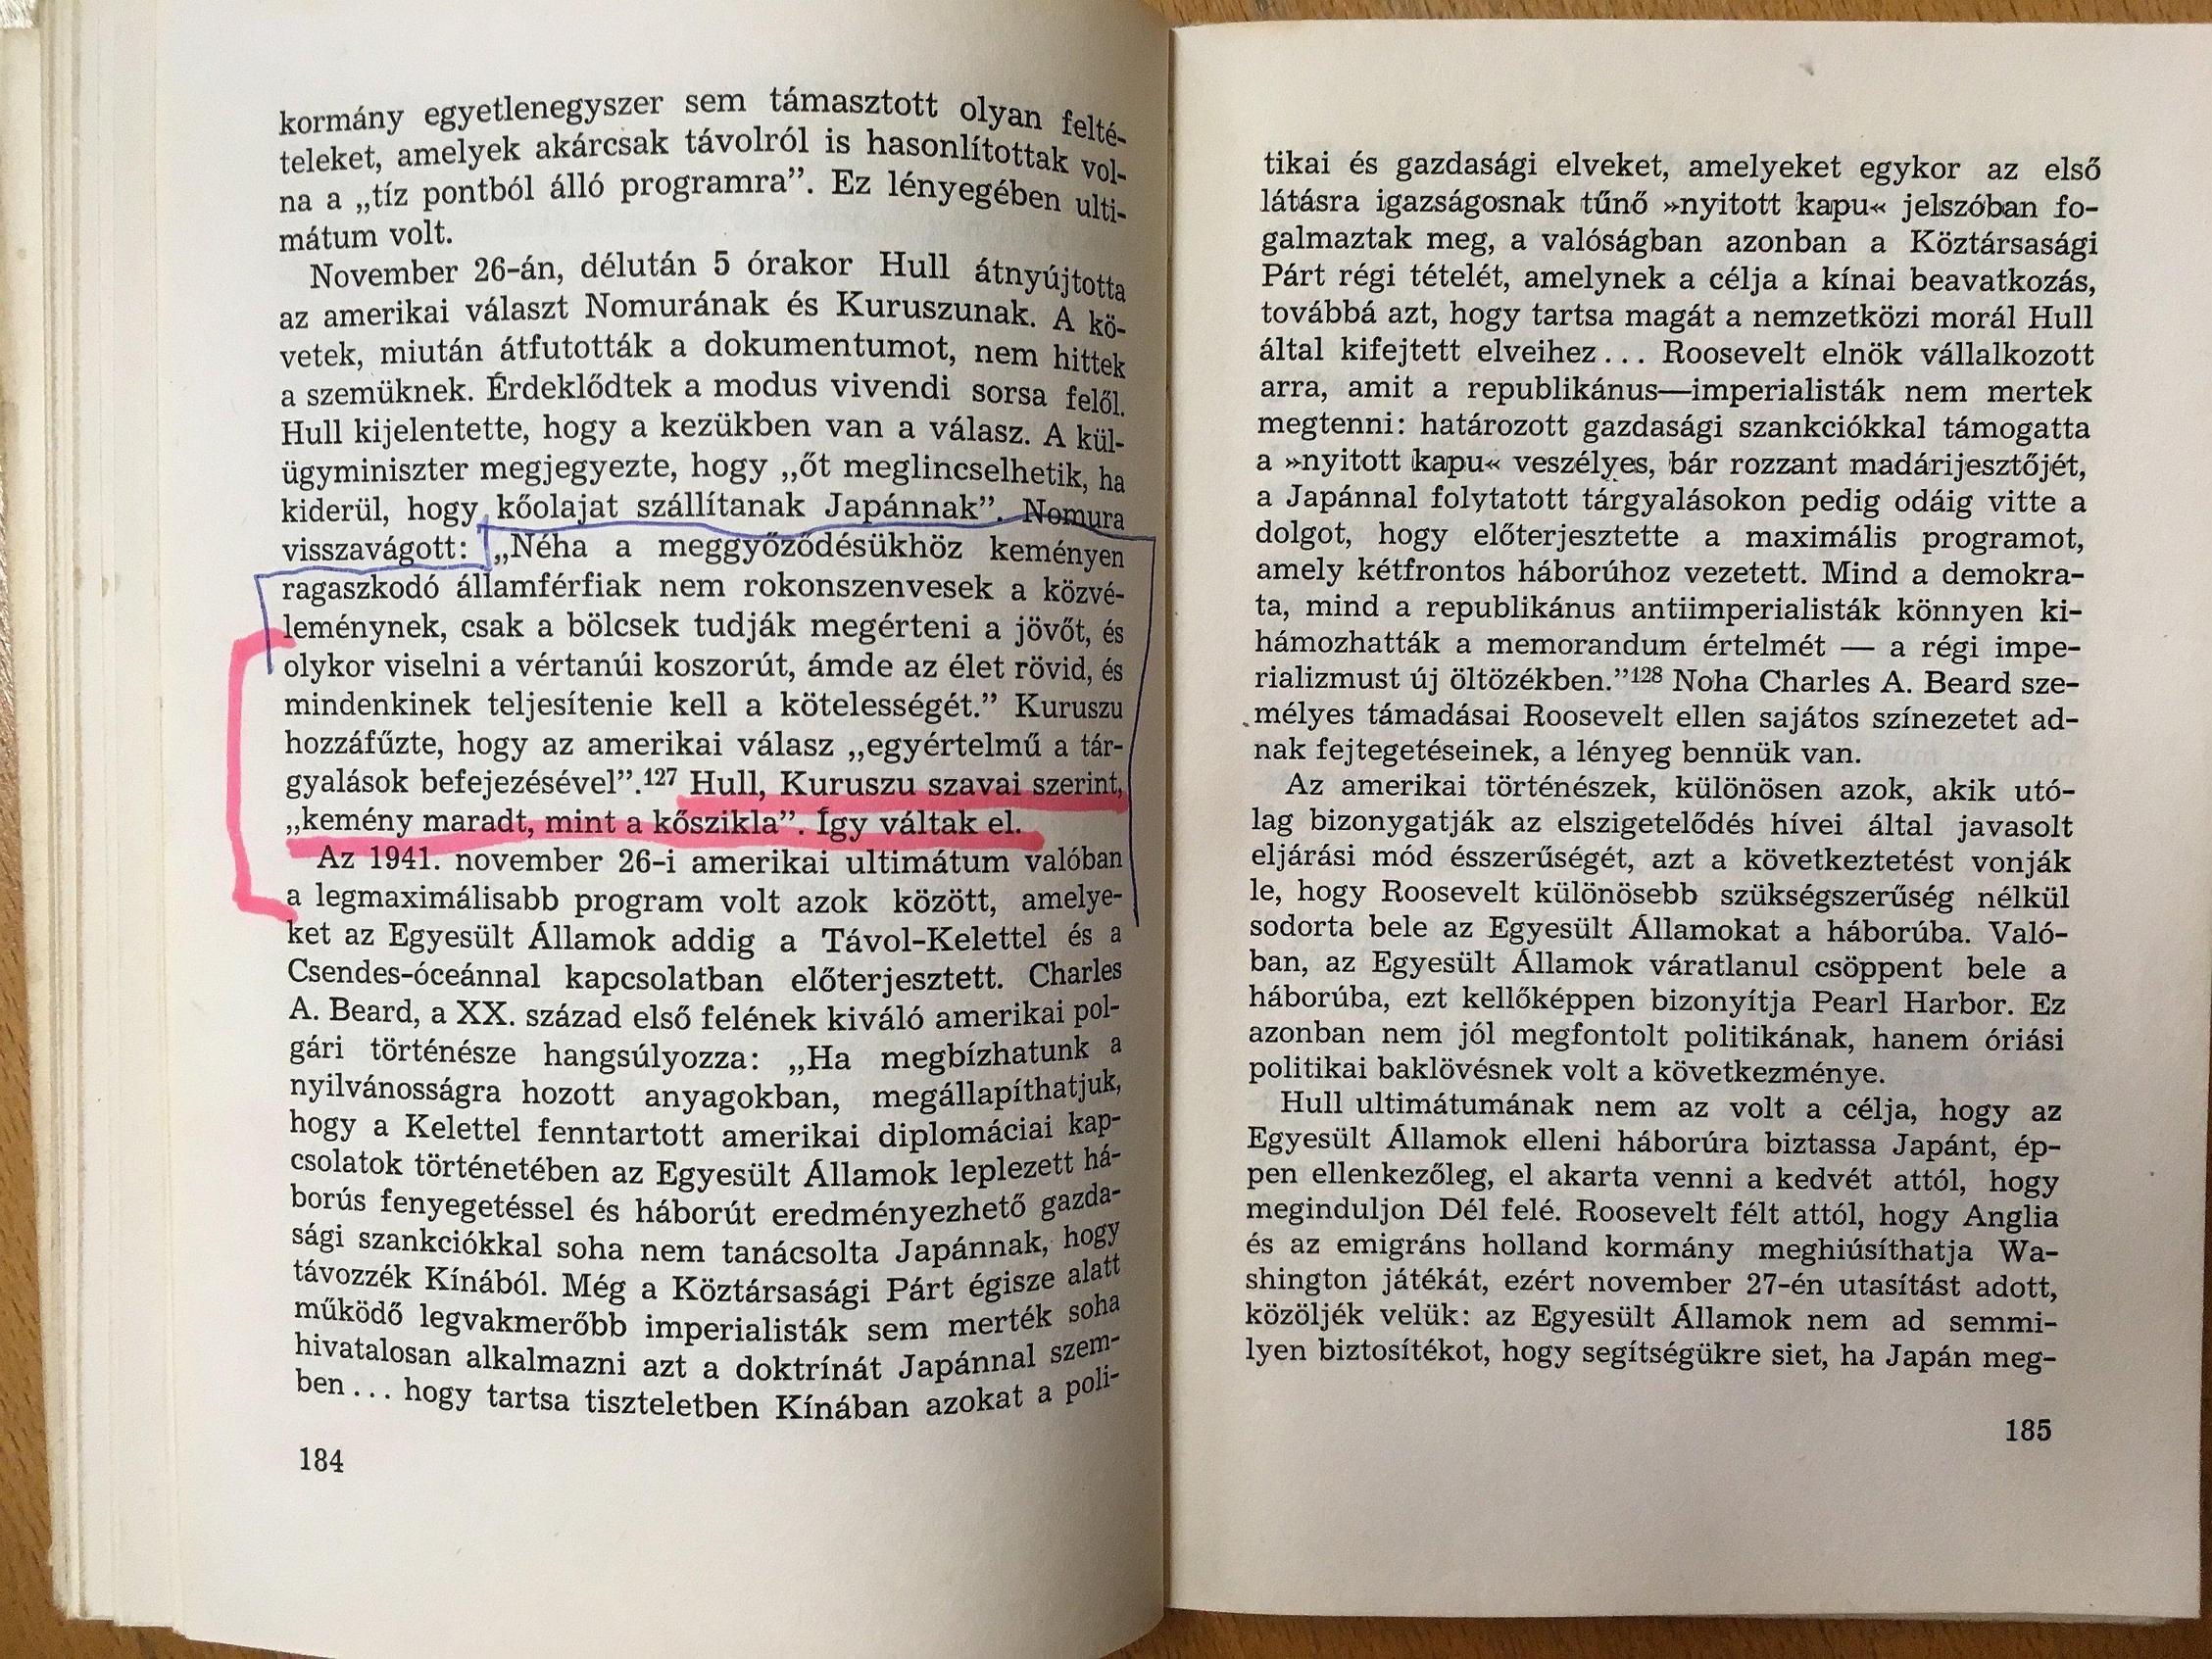 kormány egyetlenegyszer sem támasztott olyan felté-
teleket, amelyek akárcsak távolról is hasonlítottak vol-
na a „tíz pontból álló programra”. Ez lényegében ulti-
mátum volt.
November 26-án, délután 5 órakor Hull átnyújtotta
az amerikai választ Nomurának és Kuruszunak. A kö-
vetek, miután átfutották a dokumentumot, nem hittek
a szemüknek. Érdeklődtek a modus vivendi sorsa felől.
Hull kijelentette, hogy a kezükben van a válasz. A kül-
ügyminiszter megjegyezte, hogy „őt meglincselhetik, ha
kiderül, hogy kőolajat szállítanak Japánnak”. Nomura
visszavágott: „Néha a meggyőződésükhöz keményen
ragaszkodó államférfiak nem rokonszenvesek a közvé-
leménynek, csak a bölcsek tudják megérteni a jövőt, és
olykor viselni a vértanúi koszorút, ámde az élet rövid, és
mindenkinek teljesítenie kell a kötelességét.” Kuruszu
hozzáfűzte, hogy az amerikai válasz „egyértelmű a tár-
gyalások befejezésével”.127 Hull, Kuruszu szavai szerint,
„kemény maradt, mint a kőszikla”. Így váltak el.
Az 1941. november 26-i amerikai ultimátum valóban
a legmaximálisabb program volt azok között, amelye-
ket az Egyesült Államok addig a Távol-Kelettel és a
Csendes-óceánnal kapcsolatban előterjesztett. Charles
A. Beard, a XX. század első felének kiváló amerikai pol-
gári történésze hangsúlyozza: „Ha megbízhatunk a
nyilvánosságra hozott anyagokban, megállapíthatjuk,
hogy a Kelettel fenntartott amerikai diplomáciai kap-
csolatok történetében az Egyesült Államok leplezett há-
borús fenyegetéssel és háborút eredményezhető gazda-
sági szankciókkal soha nem tanácsolta Japánnak, hogy
távozzék Kínából. Még a Köztársasági Párt égisze alatt
működő legvakmerőbb imperialisták sem merték soha
hivatalosan alkalmazni azt a doktrínát Japánnal szem-
ben... hogy tartsa tiszteletben Kínában azokat a poli-
184
tikai és gazdasági elveket, amelyeket egykor az első
látásra igazságosnak tűnő »nyitott kapu« jelszóban fo-
galmaztak meg, a valóságban azonban a Köztársasági
Párt régi tételét, amelynek a célja a kínai beavatkozás,
továbbá azt, hogy tartsa magát a nemzetközi morál Hull
által kifejtett elveihez... Roosevelt elnök vállalkozott
arra, amit a republikánus—imperialisták nem mertek
megtenni: határozott gazdasági szankciókkal támogatta
a »nyitott kapu« veszélyes, bár rozzant madárijesztőjét,
a Japánnal folytatott tárgyalásokon pedig odáig vitte a
dolgot, hogy előterjesztette a maximális programot,
amely kétfrontos háborúhoz vezetett. Mind a demokra-
ta, mind a republikánus antiimperialisták könnyen ki-
hámozhatták a memorandum értelmét — a régi impe-
rializmust új öltözékben.”128 Noha Charles A. Beard sze-
mélyes támadásai Roosevelt ellen sajátos színezetet ad-
nak fejtegetéseinek, a lényeg bennük van.
Az amerikai történészek, különösen azok, akik utó-
lag bizonygatják az elszigetelődés hívei által javasolt
eljárási mód ésszerűségét, azt a következtetést vonják
le, hogy Roosevelt különösebb szükségszerűség nélkül
sodorta bele az Egyesült Államokat a háborúba. Való-
ban, az Egyesült Államok váratlanul csöppent bele a
háborúba, ezt kellőképpen bizonyítja Pearl Harbor. Ez
azonban nem jól megfontolt politikának, hanem óriási
politikai baklövésnek volt a következménye.
Hull ultimátumának nem az volt a célja, hogy az
Egyesült Államok elleni háborúra biztassa Japánt, ép-
pen ellenkezőleg, el akarta venni a kedvét attól, hogy
meginduljon Dél felé. Roosevelt félt attól, hogy Anglia
és az emigráns holland kormány meghiúsíthatja Wa-
shington játékát, ezért november 27-én utasítást adott,
közöljék velük: az Egyesült Államok nem ad semmi-
lyen biztosítékot, hogy segítségükre siet, ha Japán meg-
185